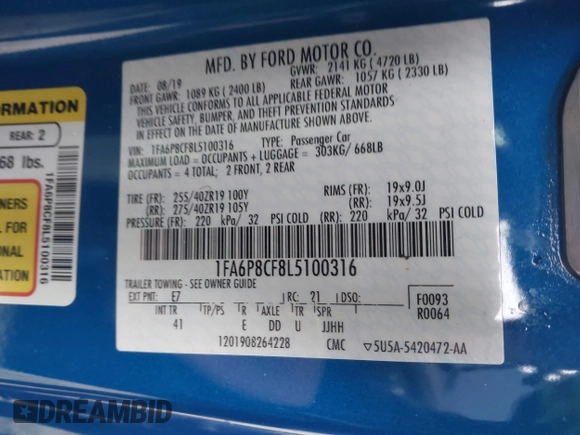 MFD. BY FORD MOTOR CO.
08/19
GVWR: 2141 KG ( 4720 LB)
FRONT GAWR: 1089 KG ( 2400 LB)
REAR GAWR: 1057 KG ( 2330 LB)
THIS VEHICLE CONFORMS TO ALL APPLICABLE FEDERAL MOTOR
VEHICLE SAFETY, BUMPER, AND THEFT PREVENTION STANDARDS
IN EFFECT ON THE DATE OF MANUFACTURE SHOWN ABOVE.
VIN: 1FA6P8CF8L5100316 TYPE: Passenger Car
MAXIMUM LOAD = OCCUPANTS + LUGGAGE = 303KG/ 668LB
OCCUPANTS = 4 TOTAL; 2 FRONT, 2 REAR
TIRE (FR): 255/40ZR19 100Y RIMS (FR): 19x9.0J
(RR): 275/40ZR19 105Y (RR): 19x9.5J
PRESSURE (FR): 220 kPa/ 32 PSI COLD (RR): 220 kPa/ 32 PSI COLD
1FA6P8CF8L5100316
TRAILER TOWING - SEE OWNER GUIDE
EXT PNT: E7 RC: 21 DSO:
F0093
R0064
INT TR TP/PS R AXLE TR SPR
41 E DD U JJHH
1201908264228 CMC 5U5A-5420472-AA
ORMATION
REAR: 2
68 lbs.
NERS
FOR
ONAL
ATION
1FA6P8CF8L5100316
DREAMBID